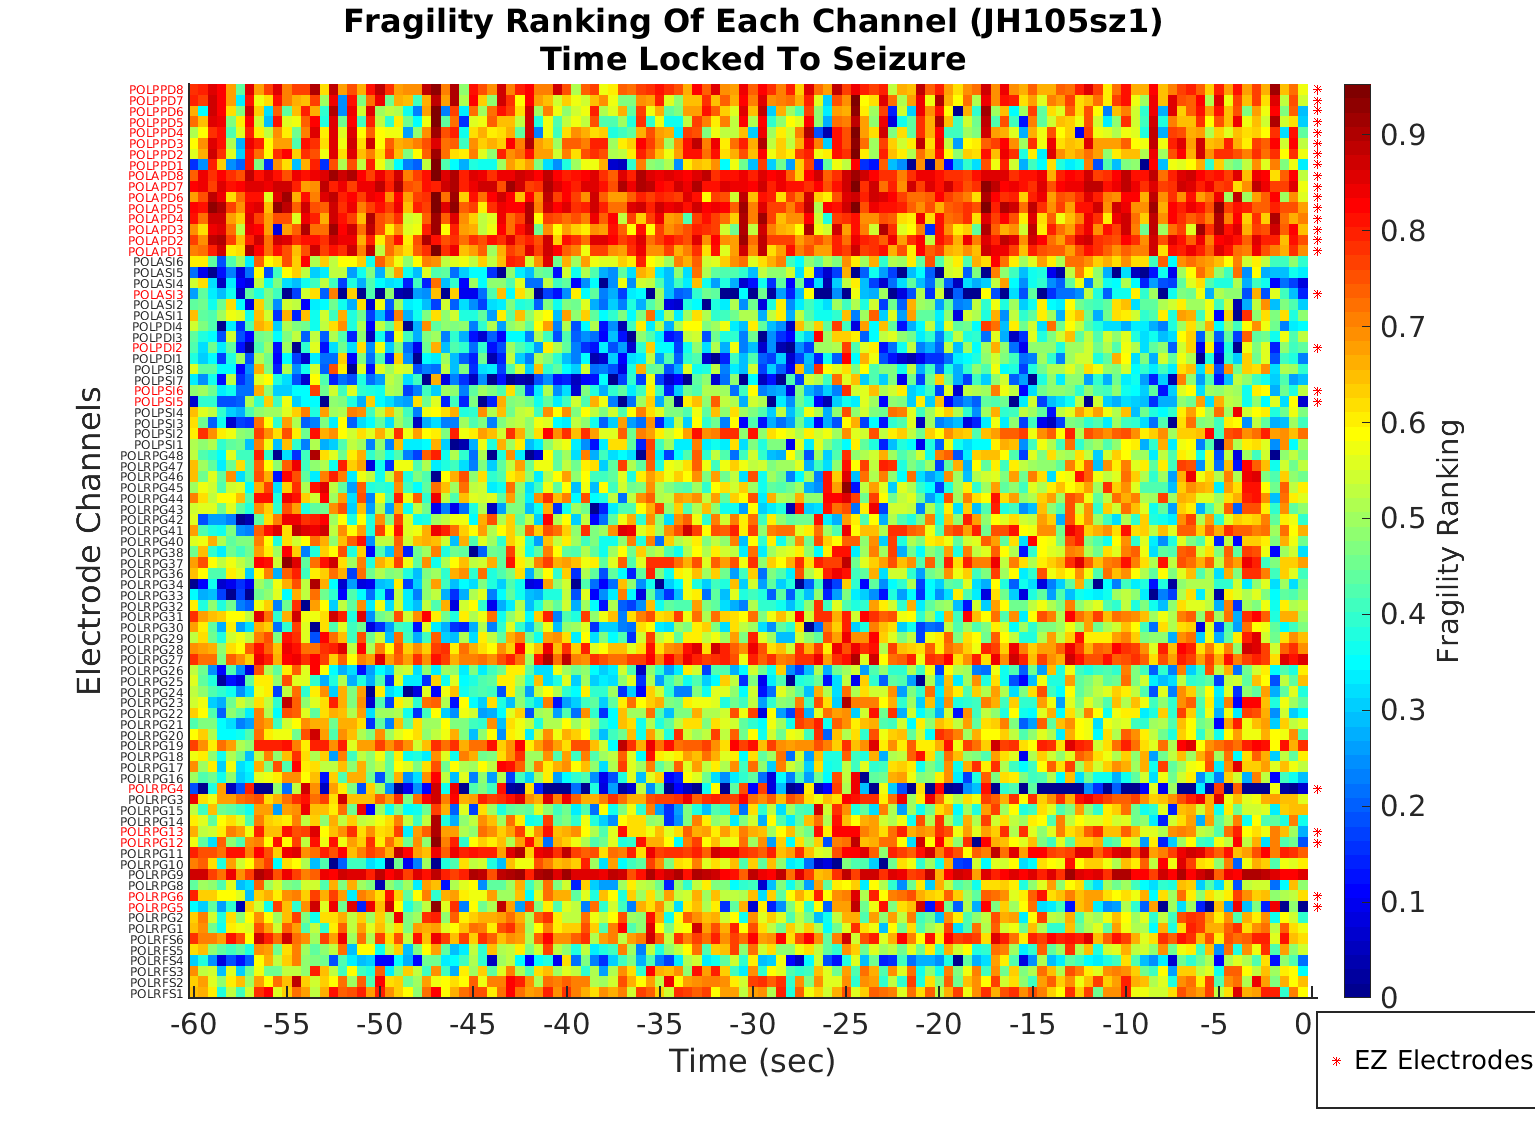 Fragility Ranking Of Each Channel (JH105sz1)
Time Locked To Seizure
Electrode Channels
POLPPD8
POLPPD7
POLPPD6
POLPPD5
POLPPD4
POLPPD3
POLPPD2
POLPPD1
POLAPD8
POLAPD7
POLAPD6
POLAPD5
POLAPD4
POLAPD3
POLAPD2
POLAPD1
POLASI6
POLASI5
POLASI4
POLASI3
POLASI2
POLASI1
POLPDI4
POLPDI3
POLPDI2
POLPDI1
POLPSI8
POLPSI7
POLPSI6
POLPSI5
POLPSI4
POLPSI3
POLPSI2
POLPSI1
POLRPG48
POLRPG47
POLRPG46
POLRPG45
POLRPG44
POLRPG43
POLRPG42
POLRPG41
POLRPG40
POLRPG38
POLRPG37
POLRPG36
POLRPG34
POLRPG33
POLRPG32
POLRPG31
POLRPG30
POLRPG29
POLRPG28
POLRPG27
POLRPG26
POLRPG25
POLRPG24
POLRPG23
POLRPG22
POLRPG21
POLRPG20
POLRPG19
POLRPG18
POLRPG17
POLRPG16
POLRPG4
POLRPG3
POLRPG15
POLRPG14
POLRPG13
POLRPG12
POLRPG11
POLRPG10
POLRPG9
POLRPG8
POLRPG6
POLRPG5
POLRPG2
POLRPG1
POLRFS6
POLRFS5
POLRFS4
POLRFS3
POLRFS2
POLRFS1
-60 -55 -50 -45 -40 -35 -30 -25 -20 -15 -10 -5 0
Time (sec)
0.9
0.8
0.7
0.6
0.5
0.4
0.3
0.2
0.1
0
Fragility Ranking
EZ Electrodes